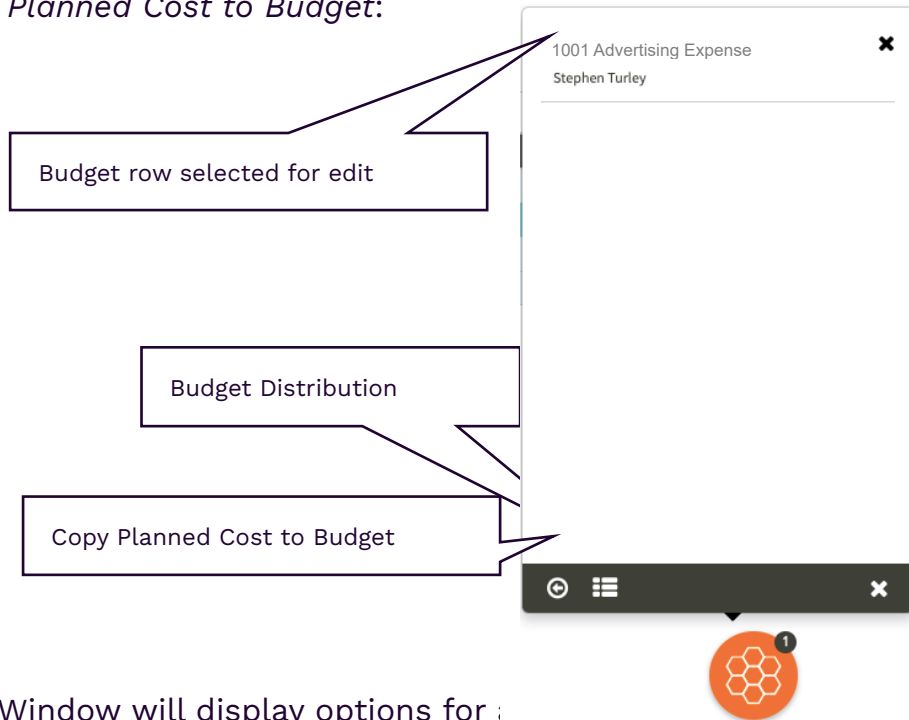 Planned Cost to Budget:
1001 Advertising Expense
Stephen Turley
Budget row selected for edit
Budget Distribution
Copy Planned Cost to Budget
1
Window will display options for